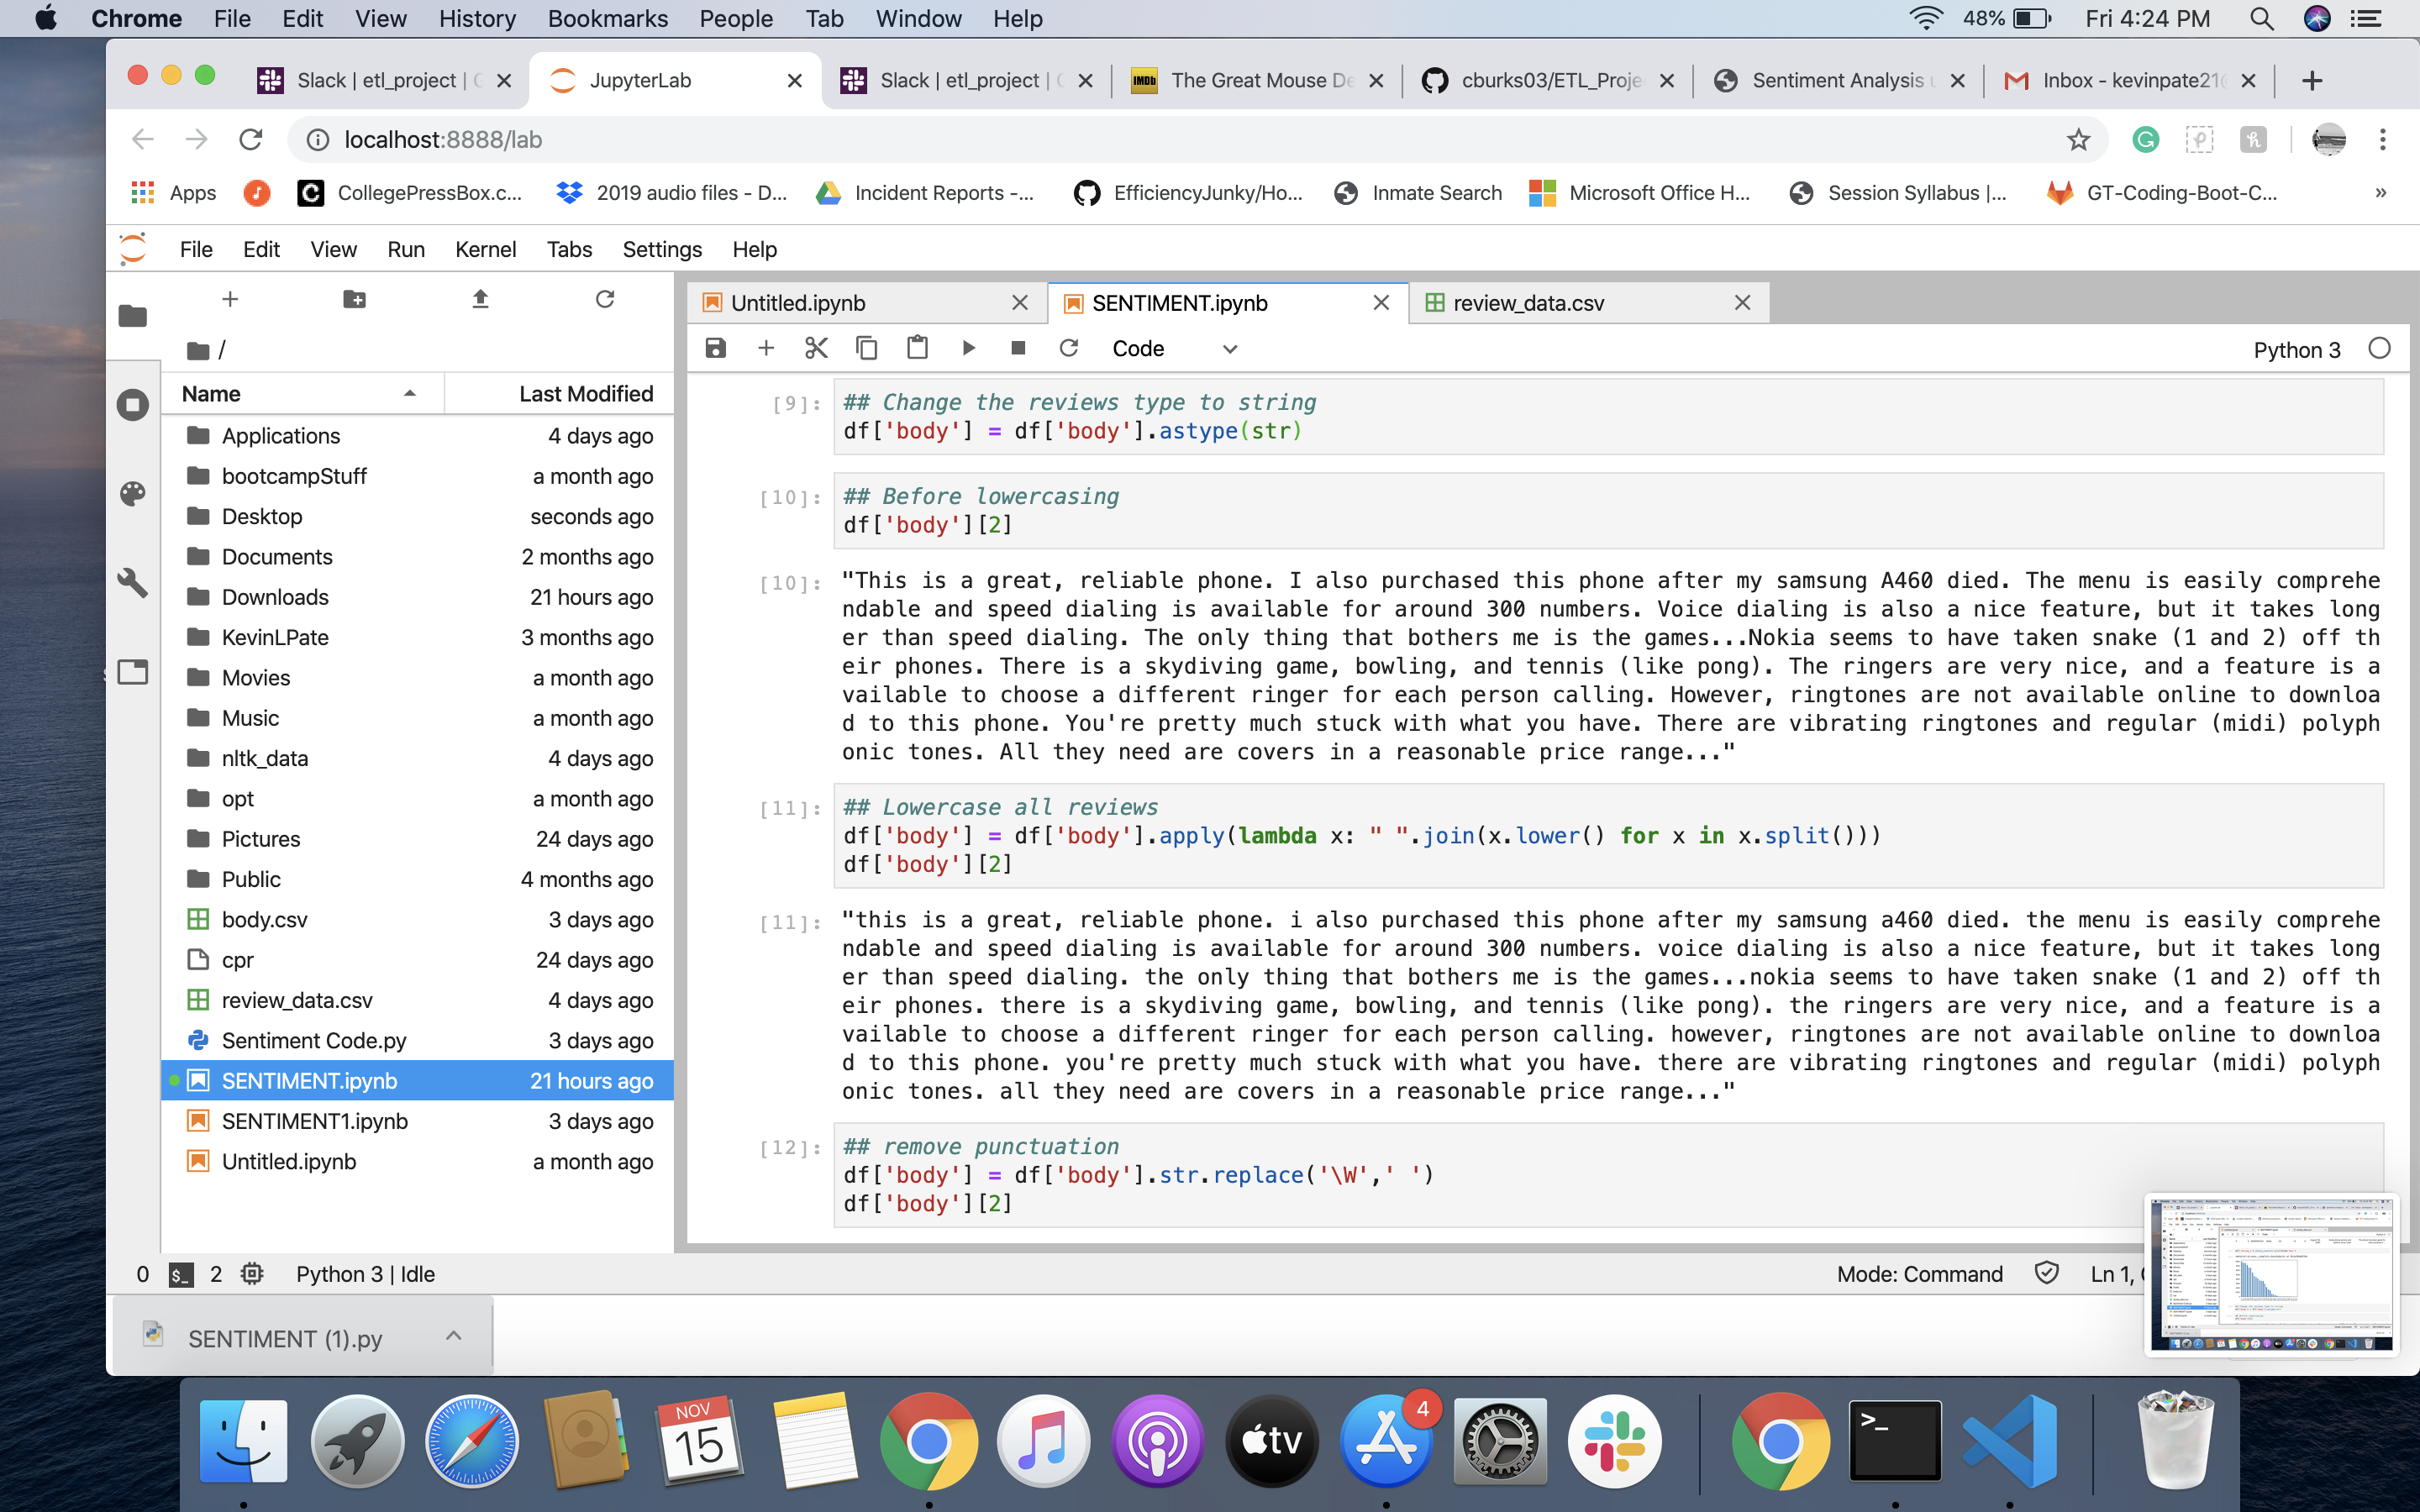 Chrome File Edit View History Bookmarks People Tab Window Help 48% Fri 4:24 PM
Slack | etl_project | JupyterLab Slack | etl_project | IMDb The Great Mouse De cburks03/ETL_Proje Sentiment Analysis Inbox - kevinpate21
localhost:8888/lab
Apps CollegePressBox.c... 2019 audio files - D... Incident Reports -... EfficiencyJunky/Ho... Inmate Search Microsoft Office H... Session Syllabus |... GT-Coding-Boot-C... »
File Edit View Run Kernel Tabs Settings Help
Untitled.ipynb SENTIMENT.ipynb review_data.csv
/
Code Python 3
Name Last Modified
Applications 4 days ago
bootcampStuff a month ago
Desktop seconds ago
Documents 2 months ago
Downloads 21 hours ago
KevinLPate 3 months ago
Movies a month ago
Music a month ago
nltk_data 4 days ago
opt a month ago
Pictures 24 days ago
Public 4 months ago
body.csv 3 days ago
cpr 24 days ago
review_data.csv 4 days ago
Sentiment Code.py 3 days ago
SENTIMENT.ipynb 21 hours ago
SENTIMENT1.ipynb 3 days ago
Untitled.ipynb a month ago
[9]: ## Change the reviews type to string
df['body'] = df['body'].astype(str)
[10]: ## Before lowercasing
df['body'][2]
[10]: "This is a great, reliable phone. I also purchased this phone after my samsung A460 died. The menu is easily comprehe
ndable and speed dialing is available for around 300 numbers. Voice dialing is also a nice feature, but it takes long
er than speed dialing. The only thing that bothers me is the games...Nokia seems to have taken snake (1 and 2) off th
eir phones. There is a skydiving game, bowling, and tennis (like pong). The ringers are very nice, and a feature is a
vailable to choose a different ringer for each person calling. However, ringtones are not available online to downloa
d to this phone. You're pretty much stuck with what you have. There are vibrating ringtones and regular (midi) polyph
onic tones. All they need are covers in a reasonable price range..."
[11]: ## Lowercase all reviews
df['body'] = df['body'].apply(lambda x: " ".join(x.lower() for x in x.split()))
df['body'][2]
[11]: "this is a great, reliable phone. i also purchased this phone after my samsung a460 died. the menu is easily comprehe
ndable and speed dialing is available for around 300 numbers. voice dialing is also a nice feature, but it takes long
er than speed dialing. the only thing that bothers me is the games...nokia seems to have taken snake (1 and 2) off th
eir phones. there is a skydiving game, bowling, and tennis (like pong). the ringers are very nice, and a feature is a
vailable to choose a different ringer for each person calling. however, ringtones are not available online to downloa
d to this phone. you're pretty much stuck with what you have. there are vibrating ringtones and regular (midi) polyph
onic tones. all they need are covers in a reasonable price range..."
[12]: ## remove punctuation
df['body'] = df['body'].str.replace('\W',' ')
df['body'][2]
0 2 Python 3 | Idle Mode: Command Ln 1,
SENTIMENT (1).py
NOV
15
tv
4